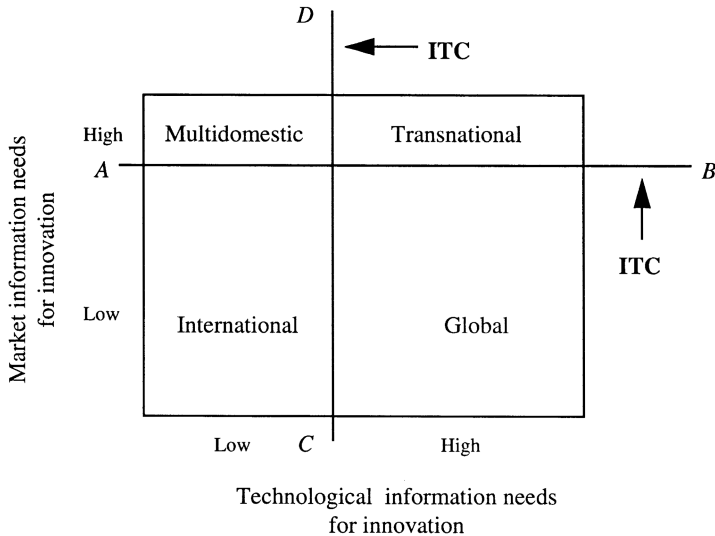 D
ITC
High
Multidomestic
Transnational
A
B
ITC
Market information needs
for innovation
Low
International
Global
Low
C
High
Technological information needs
for innovation